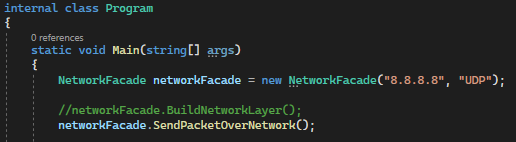 internal class Program
{
0 references
static void Main(string[] args)
{
NetworkFacade networkFacade = new NetworkFacade("8.8.8.8", "UDP");
//networkFacade.BuildNetworkLayer();
networkFacade.SendPacketOverNetwork();